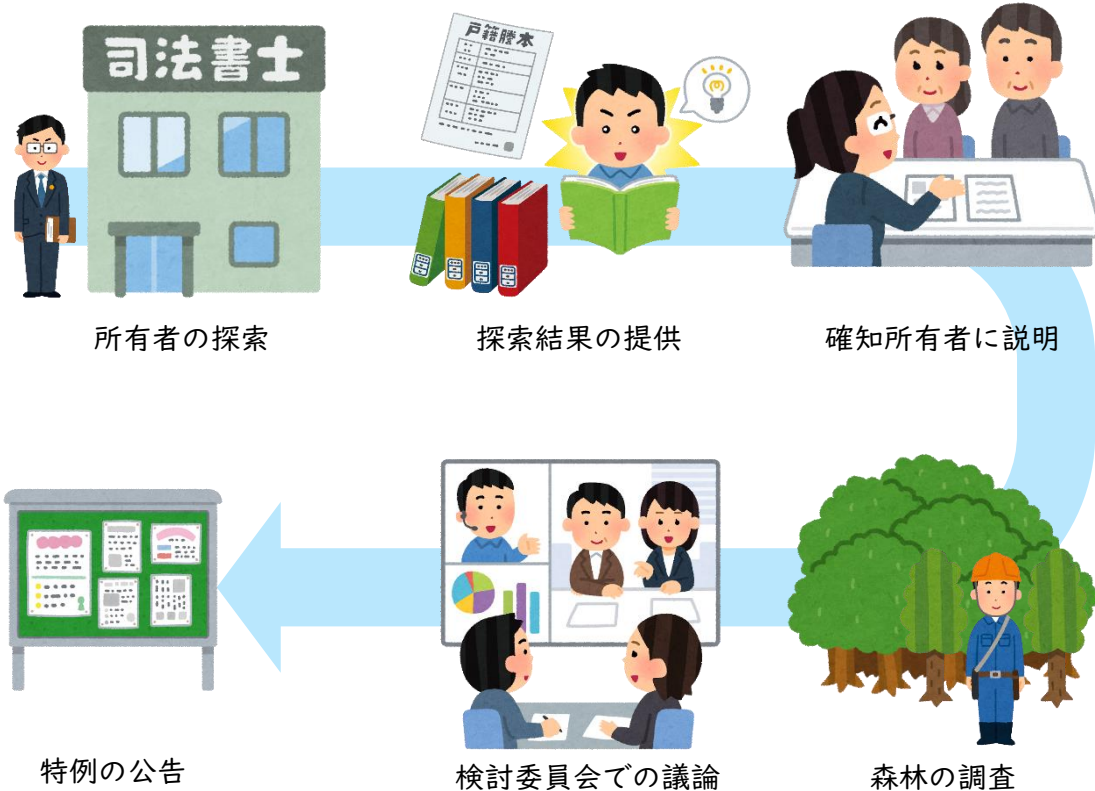 司法書士
戸籍謄本
所有者の探索
探索結果の提供
確知所有者に説明
特例の公告
検討委員会での議論
森林の調査